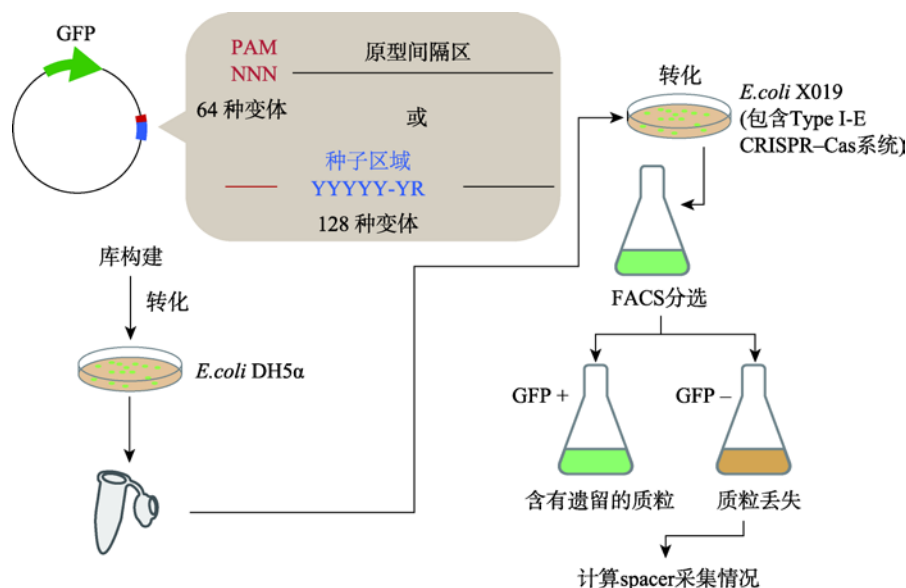 GFP
PAM
NNN
原型间隔区
64 种变体
或
种子区域
YYYYY-YR
128 种变体
库构建
转化
E.coli DH5α
转化
E.coli X019
(包含Type I-E
CRISPR–Cas系统)
FACS分选
GFP +
GFP –
含有遗留的质粒
质粒丢失
计算spacer采集情况